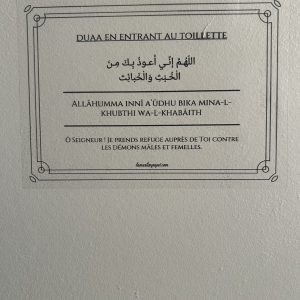 DUAA EN ENTRANT AU TOILLETTE
اللَّهُمَّ إِنِّي أَعُوذُ بِكَ مِنَ
الْخُبُثِ وَالْخَبَائِثِ
Allāhumma innī a'ūdhu bika mina-l-
khubthi wa-l-khabāith
Ô Seigneur ! Je prends refuge auprès de Toi contre
les démons mâles et femelles.